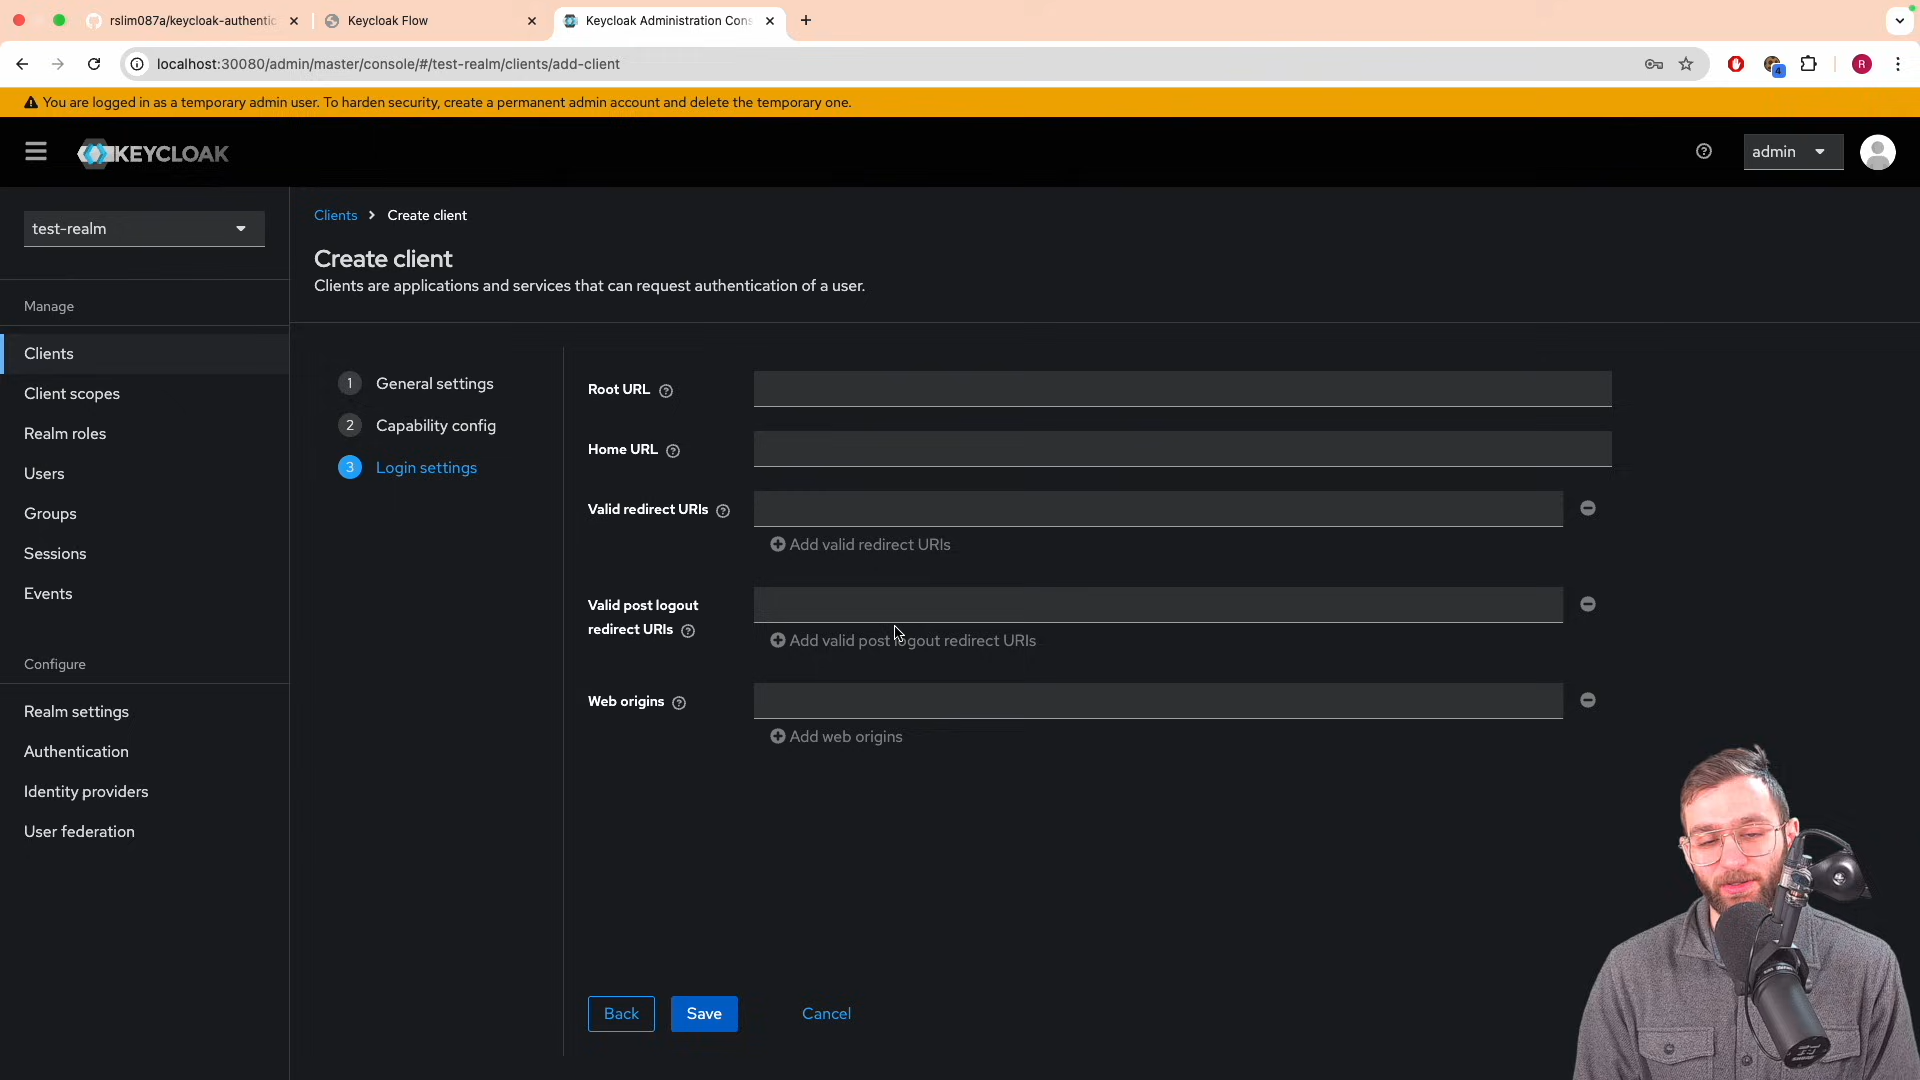 rslim087a/keycloak-authentic
Keycloak Flow
Keycloak Administration Cons
localhost:30080/admin/master/console/#/test-realm/clients/add-client
4
R
You are logged in as a temporary admin user. To harden security, create a permanent admin account and delete the temporary one.
KEYCLOAK
admin
test-realm
Manage
Clients
Client scopes
Realm roles
Users
Groups
Sessions
Events
Configure
Realm settings
Authentication
Identity providers
User federation
Clients
Create client
Create client
Clients are applications and services that can request authentication of a user.
1 General settings
2 Capability config
3 Login settings
Root URL
Home URL
Valid redirect URIs
Add valid redirect URIs
Valid post logout
redirect URIs
Add valid post logout redirect URIs
Web origins
Add web origins
Back
Save
Cancel